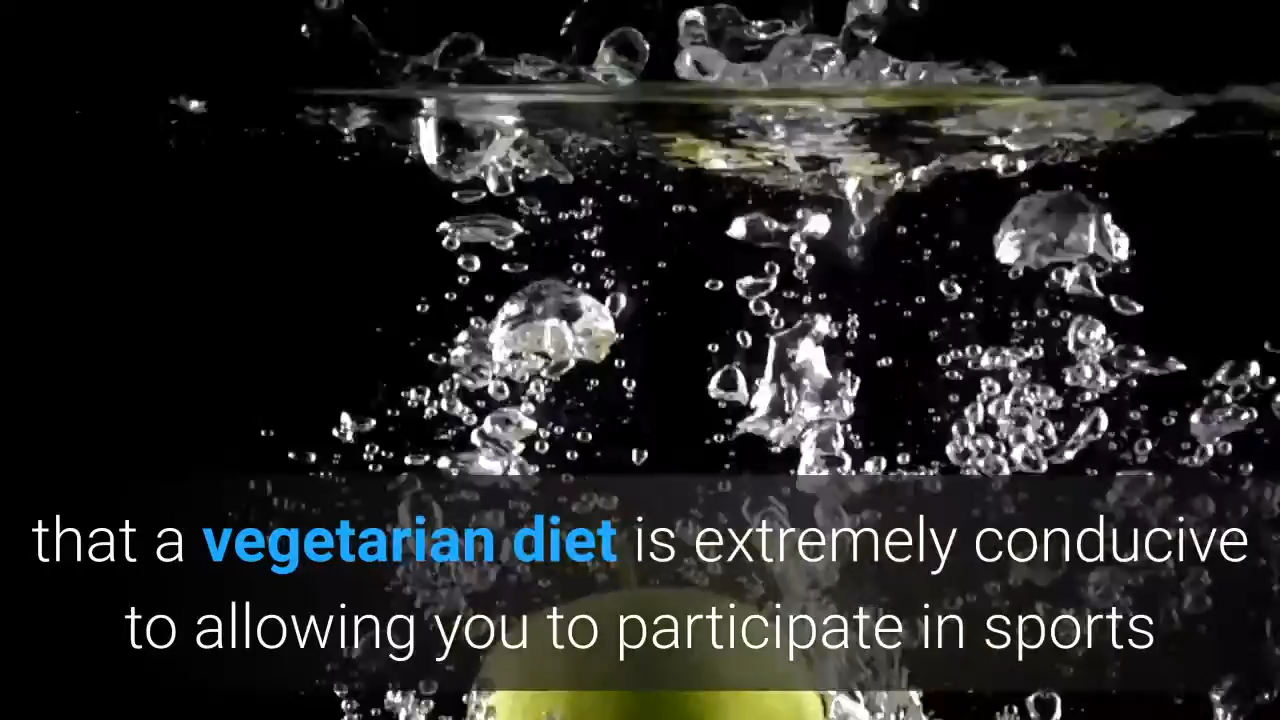 that a vegetarian diet is extremely conducive
to allowing you to participate in sports